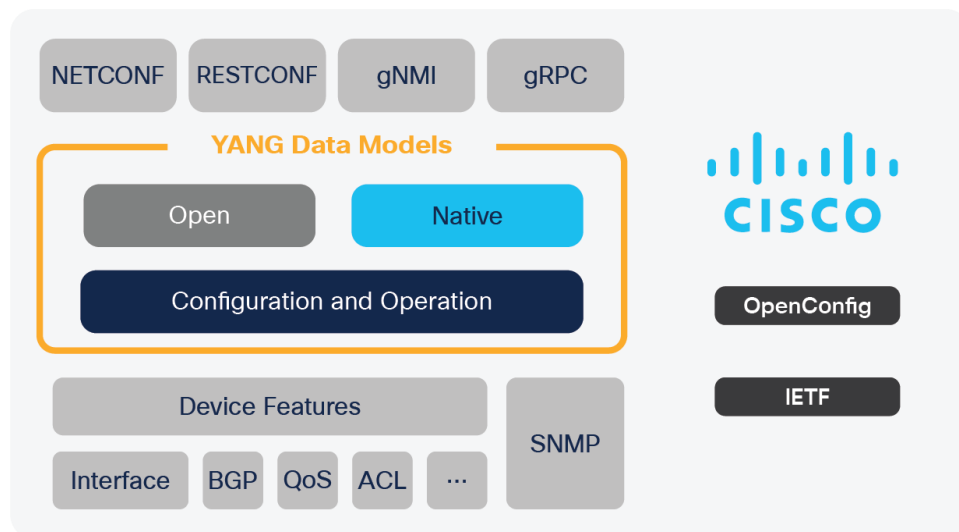 NETCONF
RESTCONF
gNMI
gRPC
YANG Data Models
Open
Native
Configuration and Operation
Device Features
SNMP
Interface
BGP
QoS
ACL
...
CISCO
OpenConfig
IETF